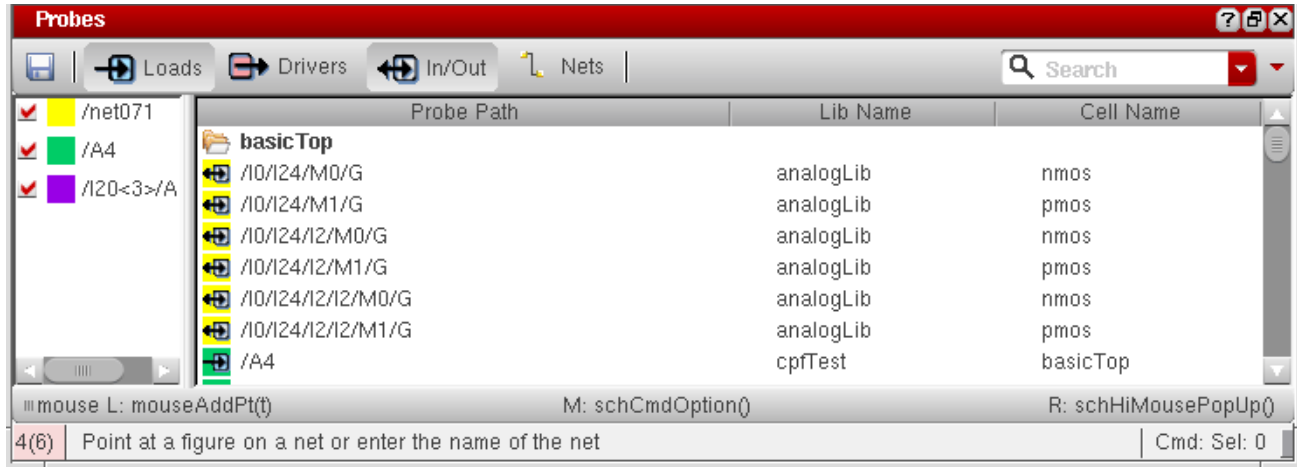 Probes
Loads Drivers In/Out Nets Search
/net071 Probe Path Lib Name Cell Name
/A4 basicTop
/I20<3>/A /I0/I24/M0/G analogLib nmos
/I0/I24/M1/G analogLib pmos
/I0/I24/I2/M0/G analogLib nmos
/I0/I24/I2/M1/G analogLib pmos
/I0/I24/I2/I2/M0/G analogLib nmos
/I0/I24/I2/I2/M1/G analogLib pmos
/A4 cpfTest basicTop
mouse L: mouseAddPt(t) M: schCmdOption() R: schHiMousePopUp()
4(6) Point at a figure on a net or enter the name of the net Cmd: Sel: 0